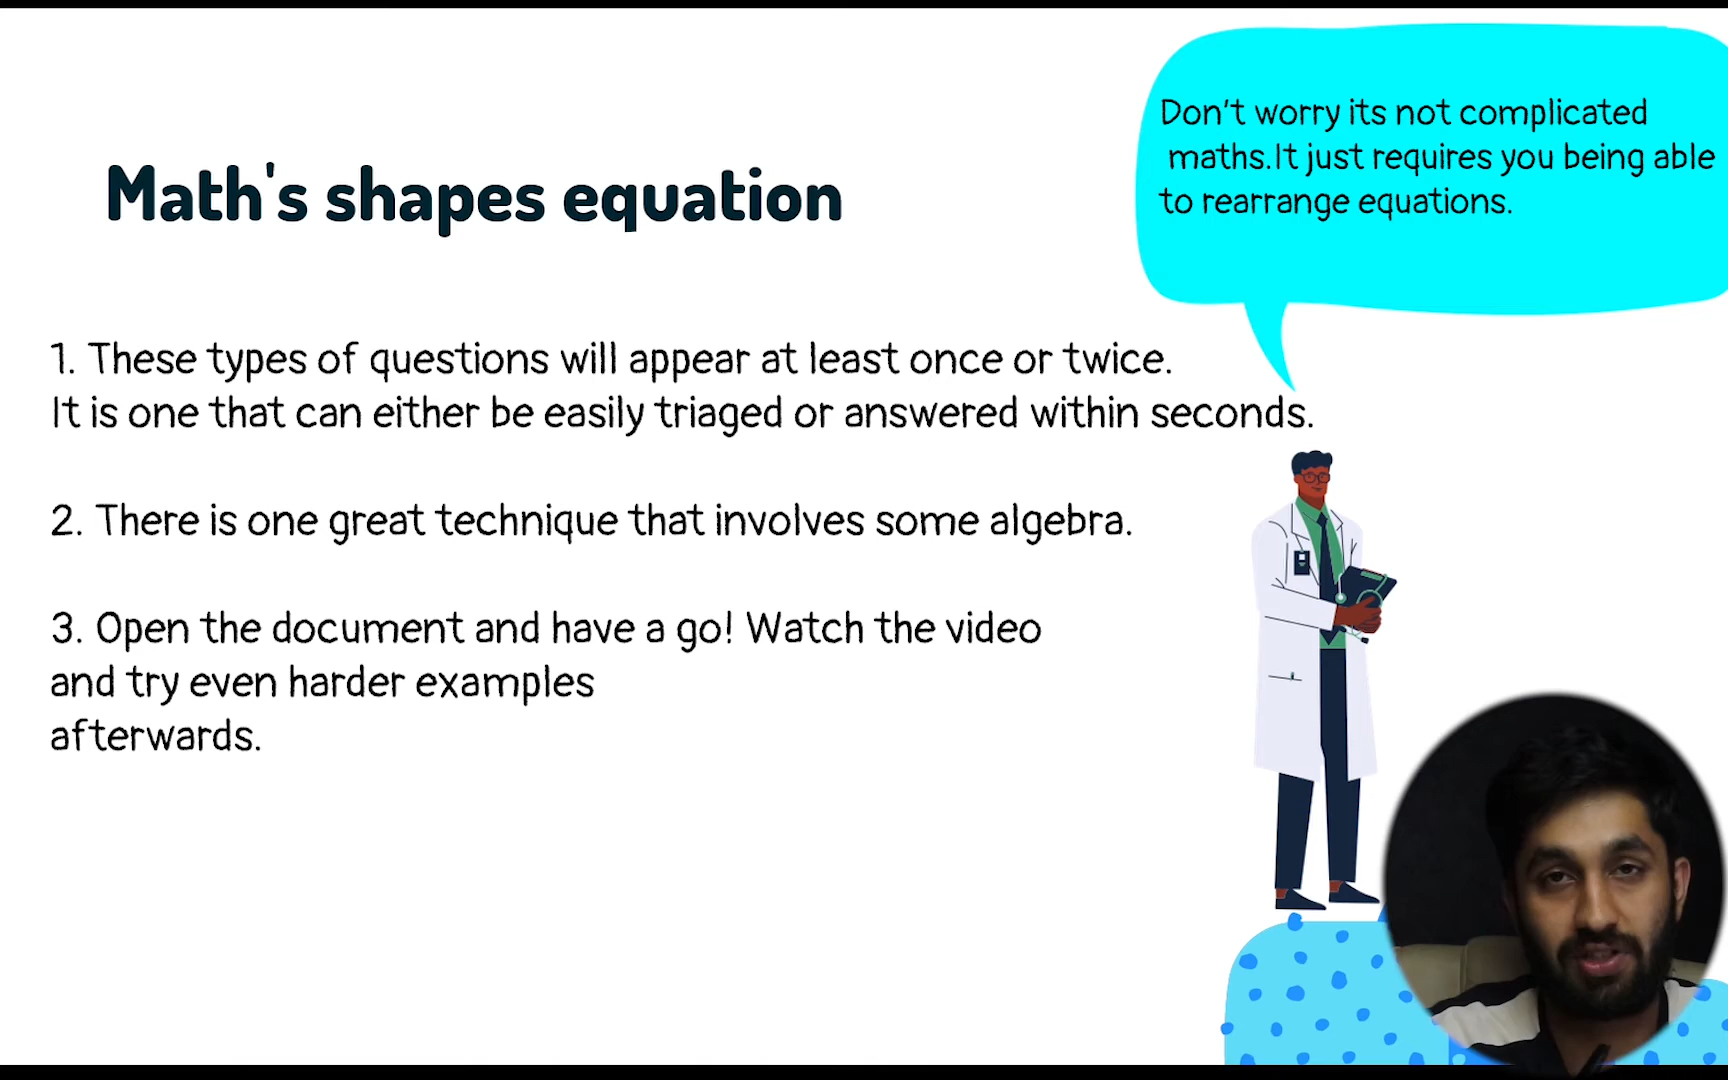 Don't worry its not complicated
maths.It just requires you being able
to rearrange equations.
Math's shapes equation
1. These types of questions will appear at least once or twice.
It is one that can either be easily triaged or answered within seconds.
2. There is one great technique that involves some algebra.
3. Open the document and have a go! Watch the video
and try even harder examples
afterwards.